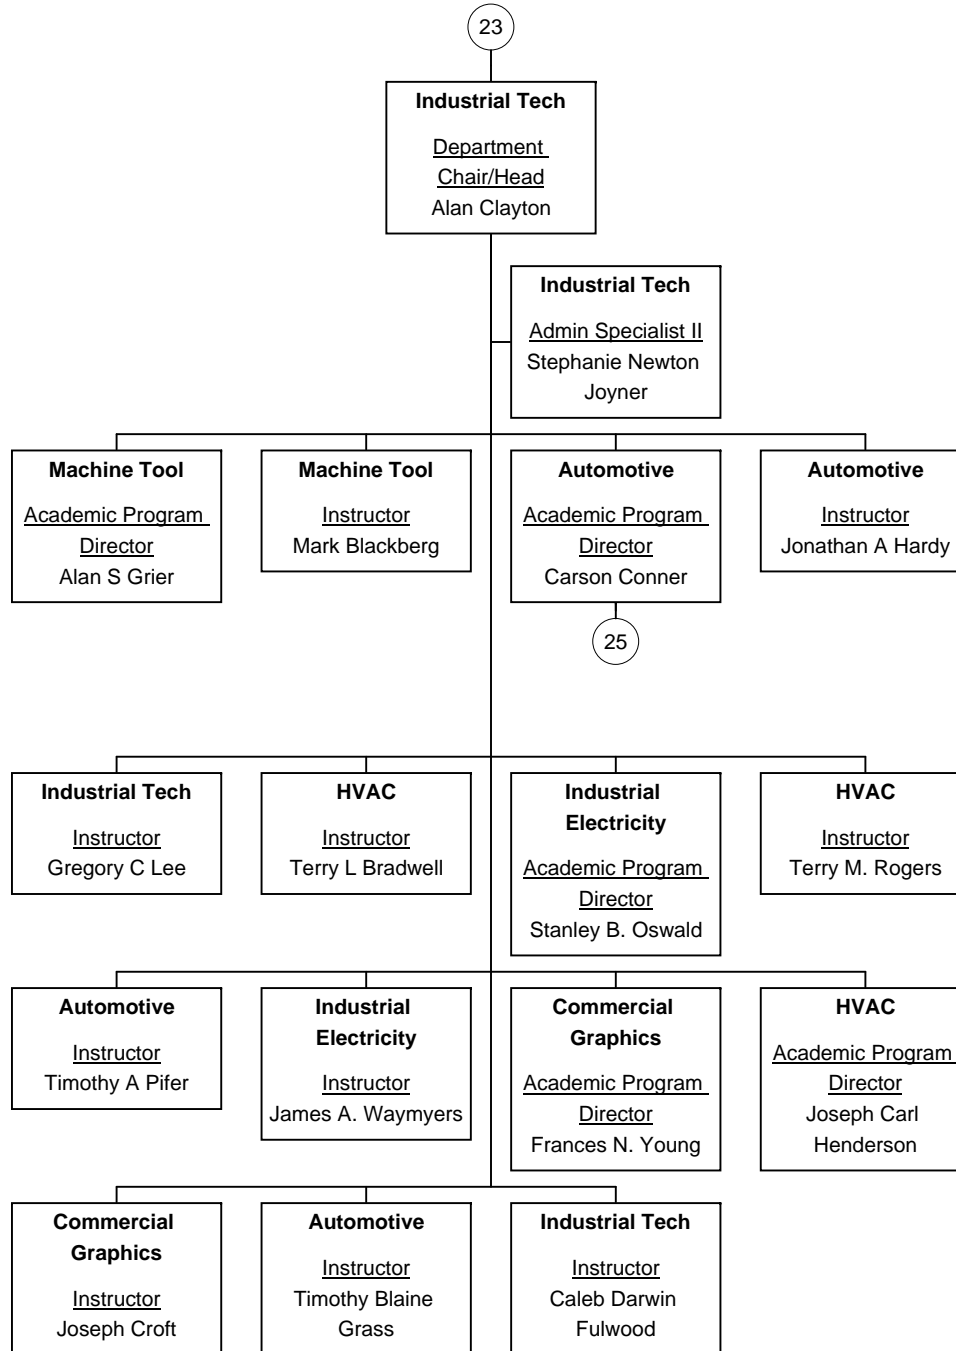 23
Industrial Tech
Department
Chair/Head
Alan Clayton
Industrial Tech
Admin Specialist II
Stephanie Newton
Joyner
Machine Tool
Academic Program
Director
Alan S Grier
Machine Tool
Instructor
Mark Blackberg
Automotive
Academic Program
Director
Carson Conner
Automotive
Instructor
Jonathan A Hardy
25
Industrial Tech
Instructor
Gregory C Lee
HVAC
Instructor
Terry L Bradwell
Industrial
Electricity
Academic Program
Director
Stanley B. Oswald
HVAC
Instructor
Terry M. Rogers
Automotive
Instructor
Timothy A Pifer
Industrial
Electricity
Instructor
James A. Waymyers
Commercial
Graphics
Academic Program
Director
Frances N. Young
HVAC
Academic Program
Director
Joseph Carl
Henderson
Commercial
Graphics
Instructor
Joseph Croft
Automotive
Instructor
Timothy Blaine
Grass
Industrial Tech
Instructor
Caleb Darwin
Fulwood